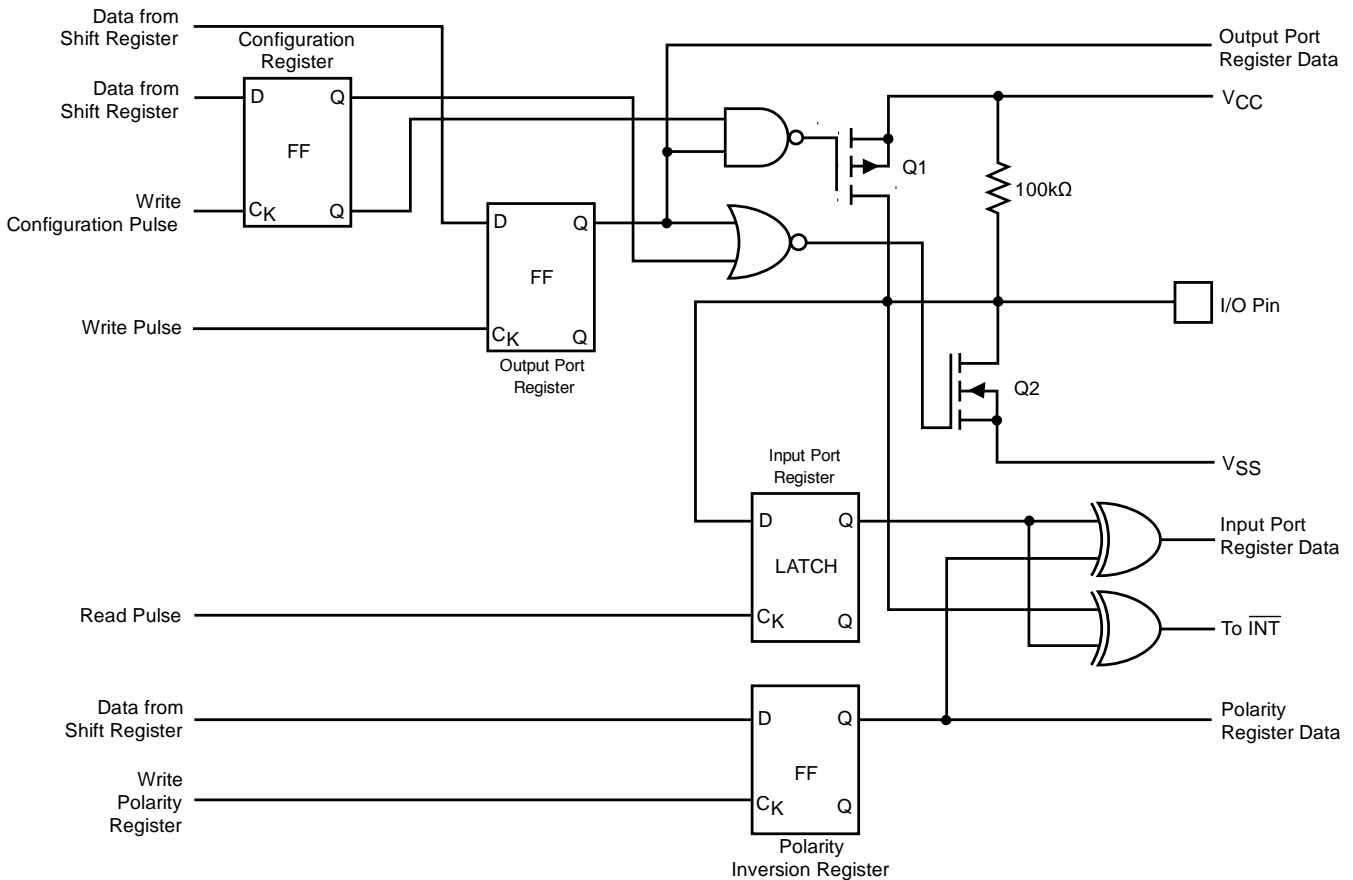 Data from
Shift Register
Configuration
Register
Output Port
Register Data
Data from
Shift Register
D
Q
FF
Write
Configuration Pulse
CK
Q
VCC
Q1
100kΩ
D
Q
FF
Write Pulse
CK
Q
Output Port
Register
I/O Pin
Q2
VSS
Input Port
Register
D
Q
LATCH
Read Pulse
CK
Q
Input Port
Register Data
To INT
Data from
Shift Register
D
Q
FF
Polarity
Register Data
Write
Polarity
Register
CK
Q
Polarity
Inversion Register